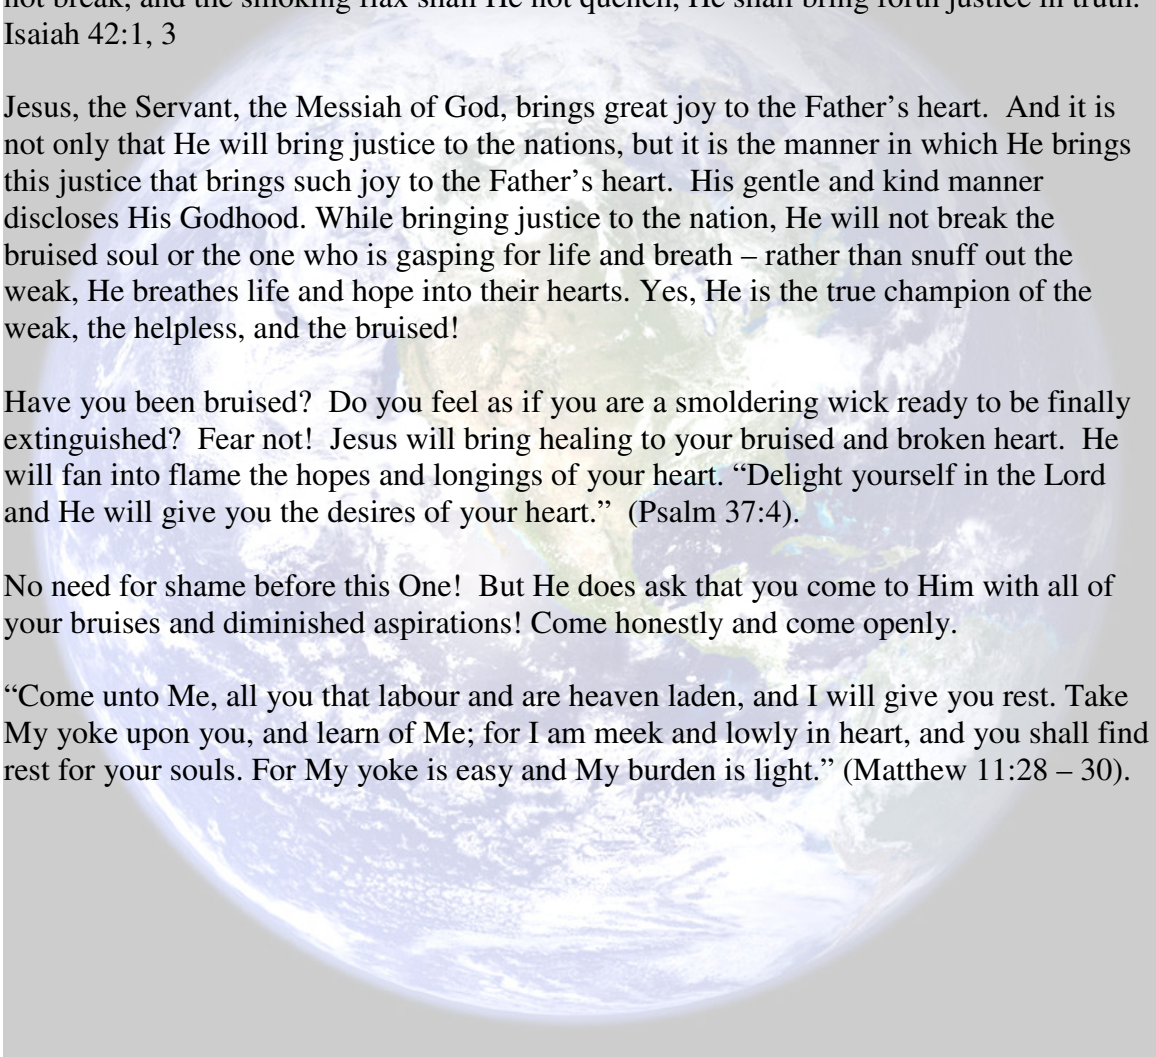 not break, and the smoking flax shall He not quench, He shall bring forth justice in truth.
Isaiah 42:1, 3
Jesus, the Servant, the Messiah of God, brings great joy to the Father’s heart.  And it is
not only that He will bring justice to the nations, but it is the manner in which He brings
this justice that brings such joy to the Father’s heart.  His gentle and kind manner
discloses His Godhood. While bringing justice to the nation, He will not break the
bruised soul or the one who is gasping for life and breath – rather than snuff out the
weak, He breathes life and hope into their hearts. Yes, He is the true champion of the
weak, the helpless, and the bruised!
Have you been bruised?  Do you feel as if you are a smoldering wick ready to be finally
extinguished?  Fear not!  Jesus will bring healing to your bruised and broken heart.  He
will fan into flame the hopes and longings of your heart. “Delight yourself in the Lord
and He will give you the desires of your heart.”  (Psalm 37:4).
No need for shame before this One!  But He does ask that you come to Him with all of
your bruises and diminished aspirations! Come honestly and come openly.
“Come unto Me, all you that labour and are heaven laden, and I will give you rest. Take
My yoke upon you, and learn of Me; for I am meek and lowly in heart, and you shall find
rest for your souls. For My yoke is easy and My burden is light.” (Matthew 11:28 – 30).